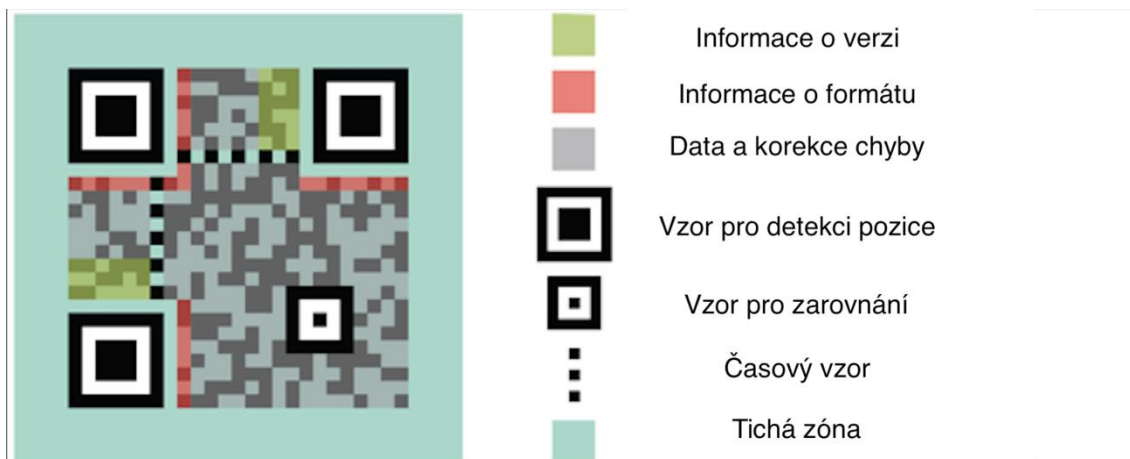 Informace o verzi
Informace o formátu
Data a korekce chyby
Vzor pro detekci pozice
Vzor pro zarovnání
Časový vzor
Tichá zóna